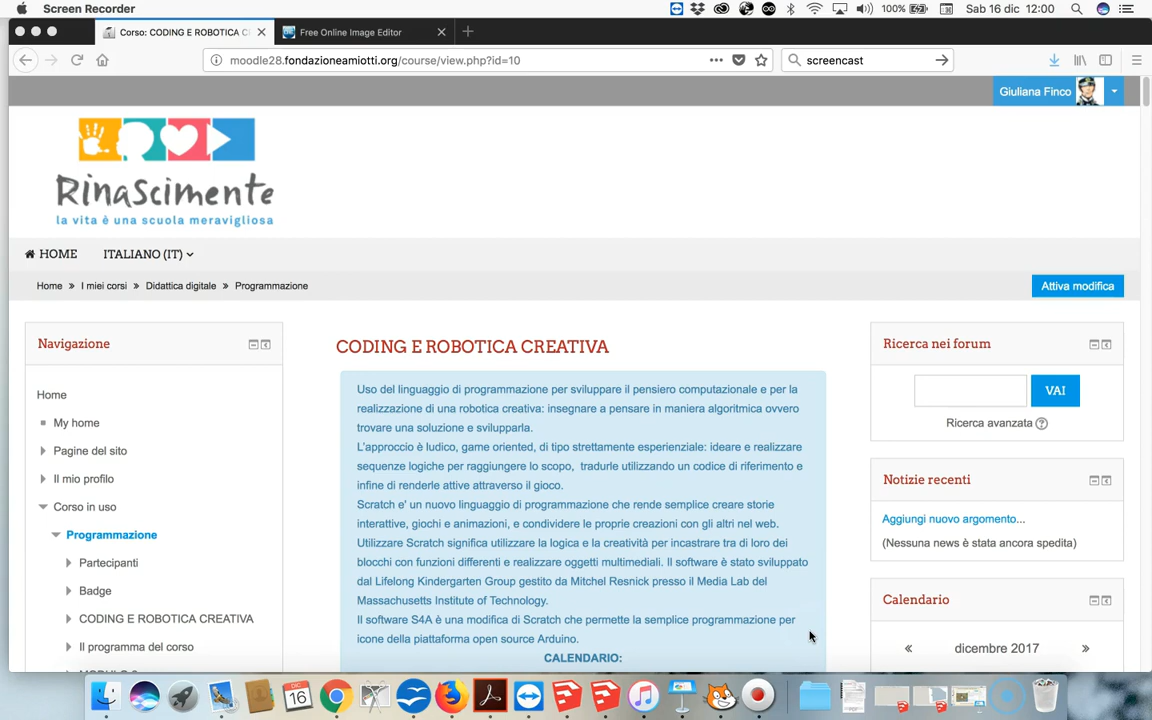 Screen Recorder
100%
Sab 16 dic 12:00
Corso: CODING E ROBOTICA C
Free Online Image Editor
moodle28.fondazioneamiotti.org/course/view.php?id=10
screencast
Giuliana Finco
RinaScimente
la vita è una scuola meravigliosa
HOME
ITALIANO (IT)
Home » I miei corsi » Didattica digitale » Programmazione
Attiva modifica
Navigazione
Home
My home
Pagine del sito
Il mio profilo
Corso in uso
Programmazione
Partecipanti
Badge
CODING E ROBOTICA CREATIVA
Il programma del corso
CODING E ROBOTICA CREATIVA
Uso del linguaggio di programmazione per sviluppare il pensiero computazionale e per la
realizzazione di una robotica creativa: insegnare a pensare in maniera algoritmica ovvero
trovare una soluzione e svilupparla.
L'approccio è ludico, game oriented, di tipo strettamente esperienziale: ideare e realizzare
sequenze logiche per raggiungere lo scopo, tradurle utilizzando un codice di riferimento e
infine di renderle attive attraverso il gioco.
Scratch e' un nuovo linguaggio di programmazione che rende semplice creare storie
interattive, giochi e animazioni, e condividere le proprie creazioni con gli altri nel web.
Utilizzare Scratch significa utilizzare la logica e la creatività per incastrare tra di loro dei
blocchi con funzioni differenti e realizzare oggetti multimediali. Il software è stato sviluppato
dal Lifelong Kindergarten Group gestito da Mitchel Resnick presso il Media Lab del
Massachusetts Institute of Technology.
Il software S4A è una modifica di Scratch che permette la semplice programmazione per
icone della piattaforma open source Arduino.
CALENDARIO:
Ricerca nei forum
VAI
Ricerca avanzata
Notizie recenti
Aggiungi nuovo argomento...
(Nessuna news è stata ancora spedita)
Calendario
« dicembre 2017 »
DIC
16